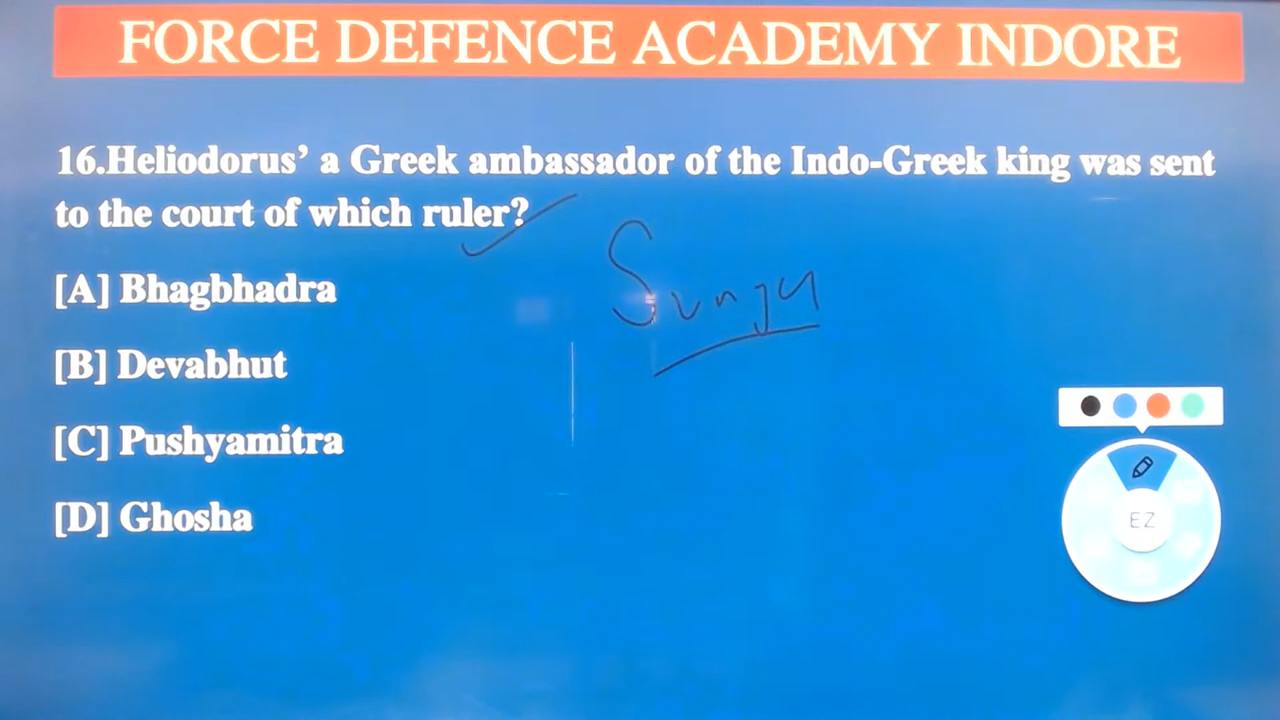 FORCE DEFENCE ACADEMY INDORE
16.Heliodorus’ a Greek ambassador of the Indo-Greek king was sent
to the court of which ruler?
Sunga
[A] Bhagbhadra
[B] Devabhut
[C] Pushyamitra
[D] Ghosha
EZ